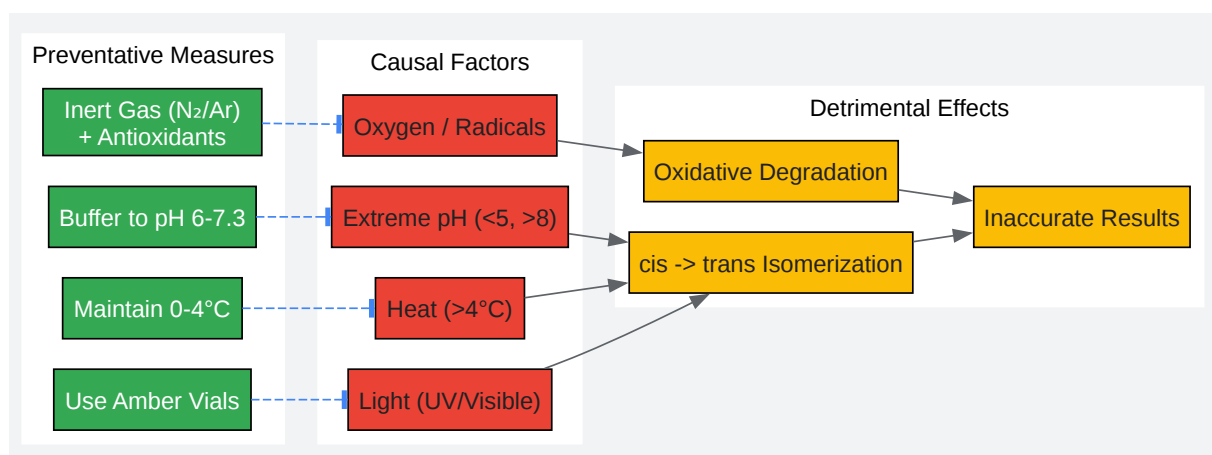 Preventative Measures
Inert Gas (N₂/Ar)
+ Antioxidants
Buffer to pH 6-7.3
Maintain 0-4°C
Use Amber Vials
Causal Factors
Oxygen / Radicals
Extreme pH (<5, >8)
Heat (>4°C)
Light (UV/Visible)
Detrimental Effects
Oxidative Degradation
cis -> trans Isomerization
Inaccurate Results